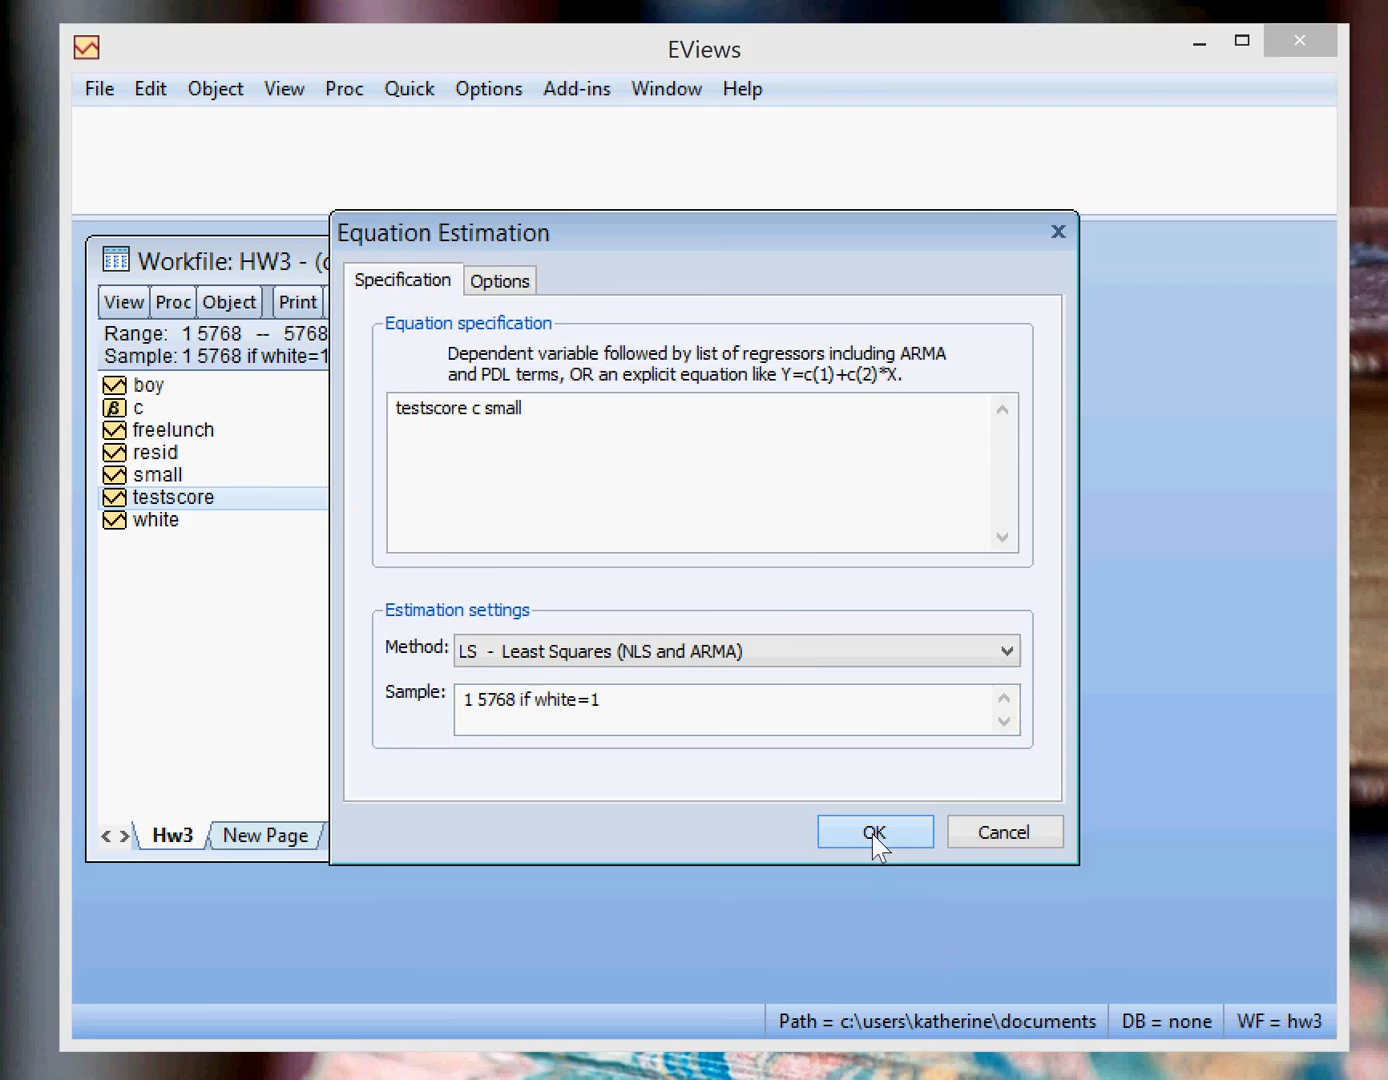 EViews
File Edit Object View Proc Quick Options Add-ins Window Help
Equation Estimation
Workfile: HW3 - (c
Specification Options
View Proc Object Print
Equation specification
Range: 1 5768 -- 5768
Dependent variable followed by list of regressors including ARMA
Sample: 1 5768 if white=1
and PDL terms, OR an explicit equation like Y=c(1)+c(2)*X.
boy
β c
testscore c small
freelunch
resid
small
testscore
white
Estimation settings
Method: LS - Least Squares (NLS and ARMA)
Sample: 1 5768 if white=1
< > Hw3 New Page
OK Cancel
Path = c:\users\katherine\documents DB = none WF = hw3